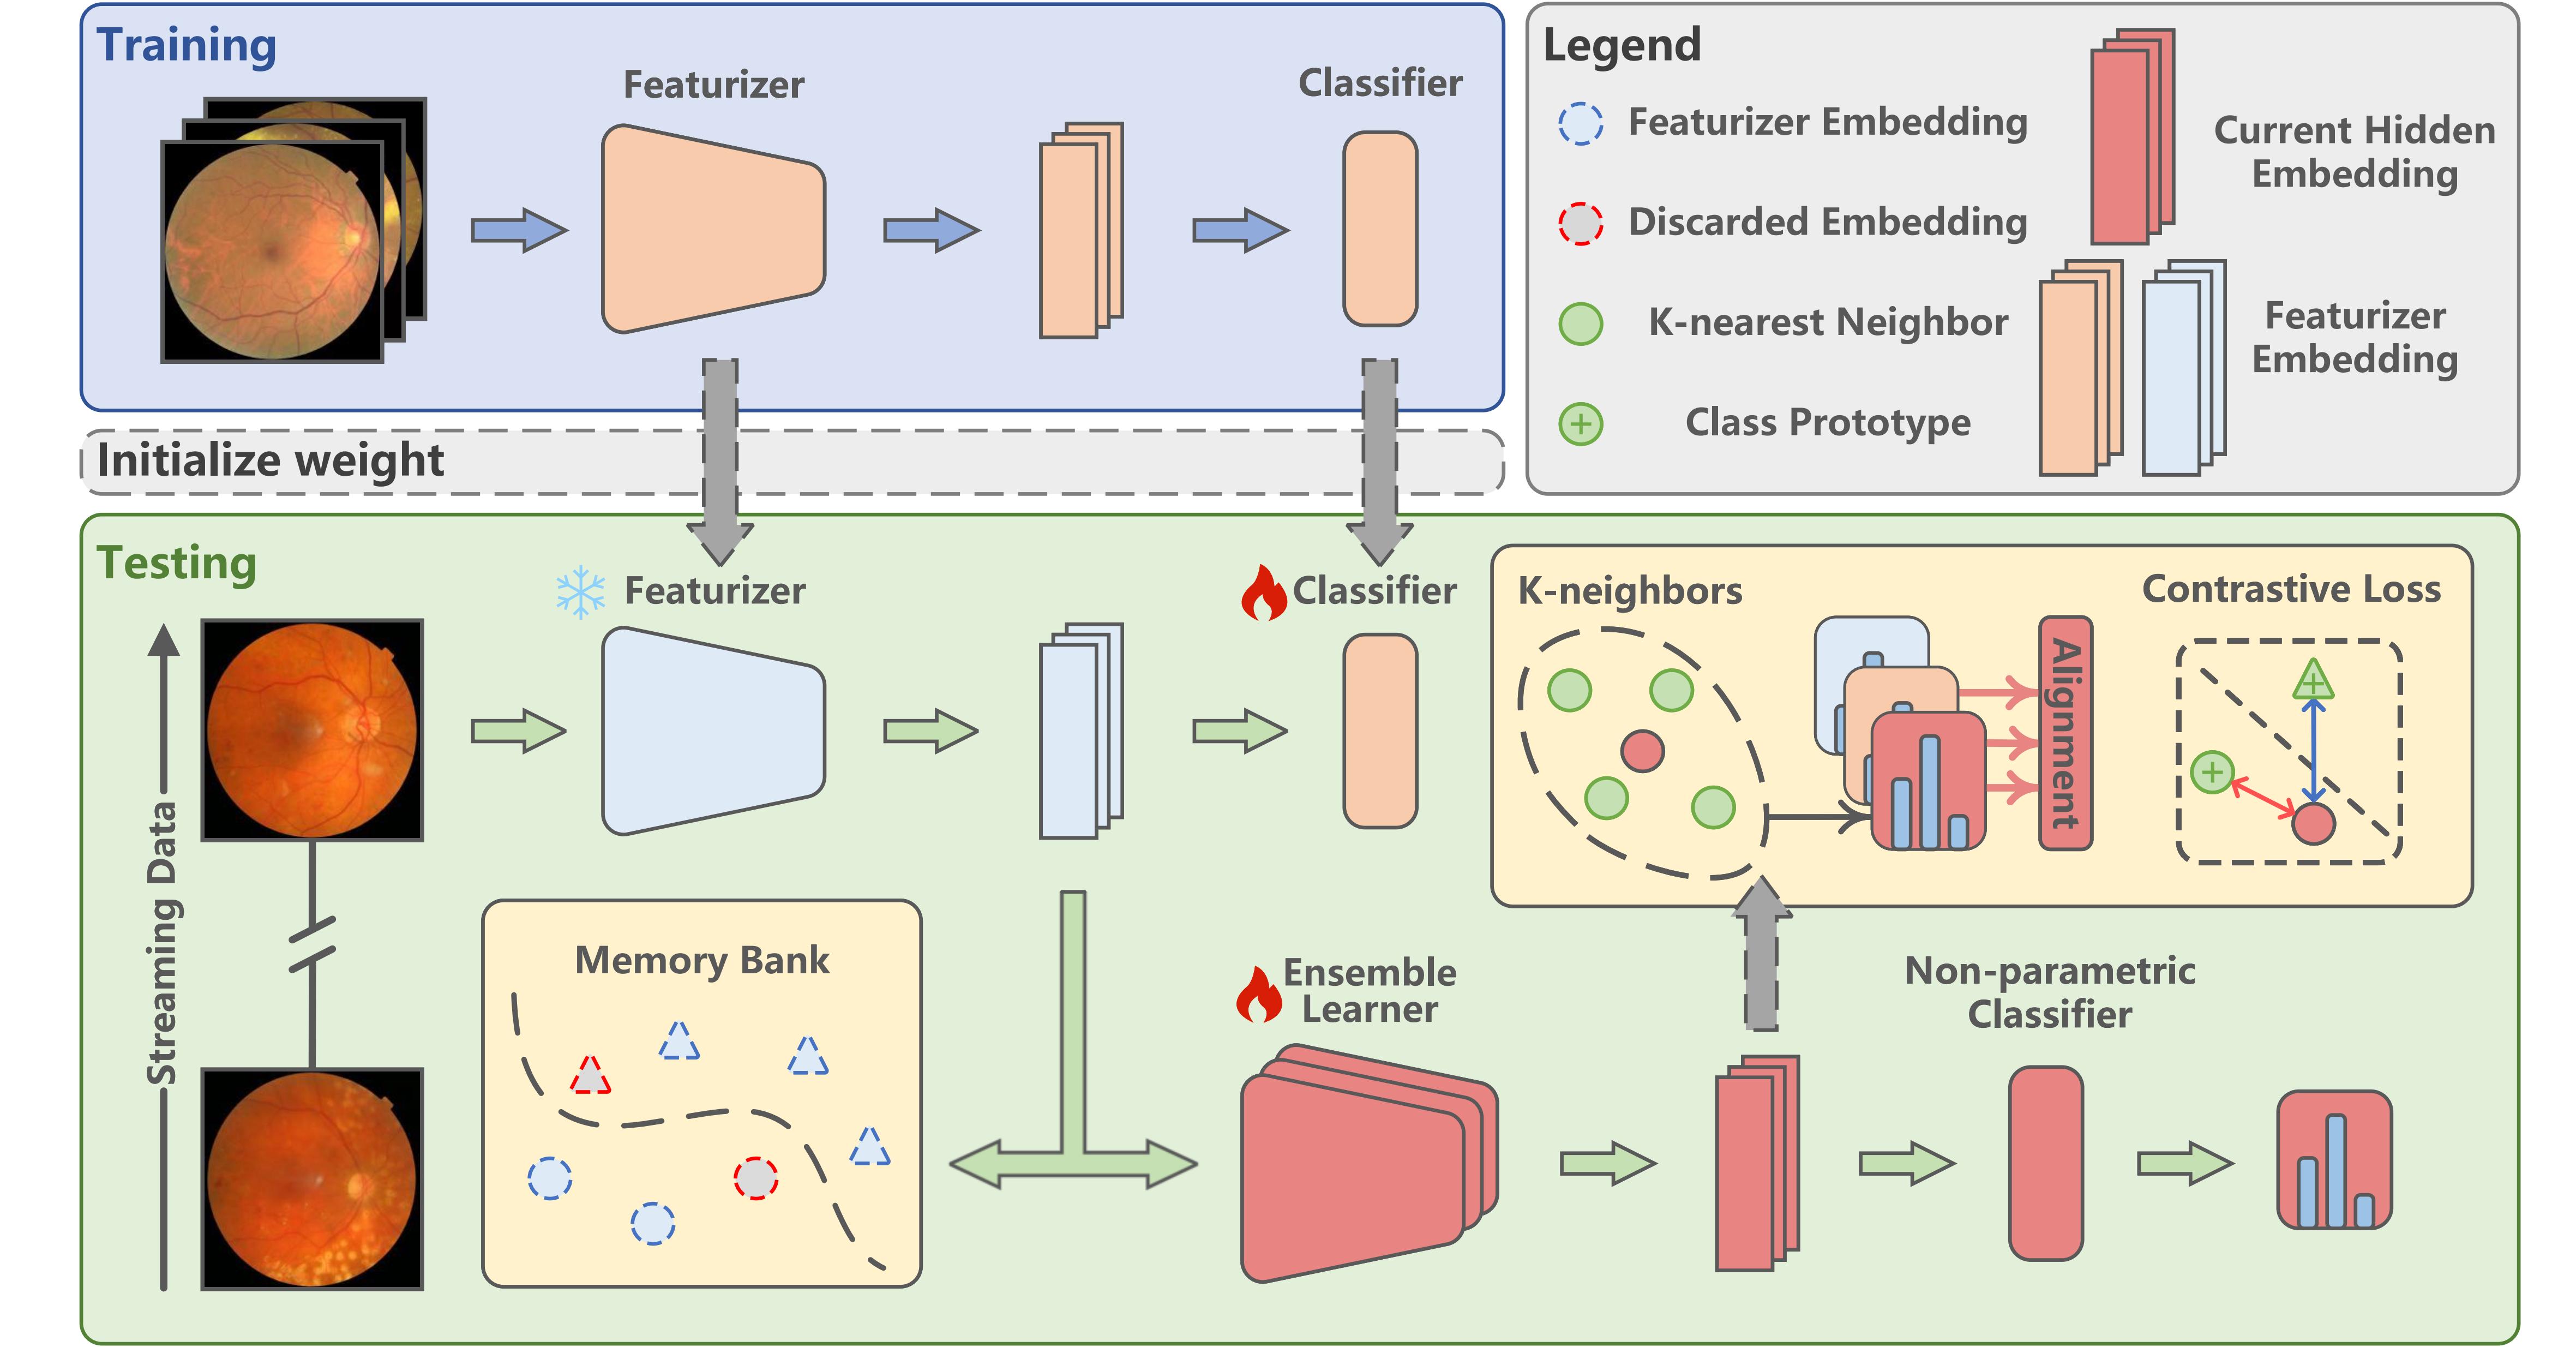 Training
Featurizer
Classifier
Legend
Featurizer Embedding
Discarded Embedding
K-nearest Neighbor
Class Prototype
Current Hidden
Embedding
Featurizer
Embedding
Initialize weight
Testing
Featurizer
Classifier
K-neighbors
Alignment
Contrastive Loss
Streaming Data
Memory Bank
Ensemble
Learner
Non-parametric
Classifier